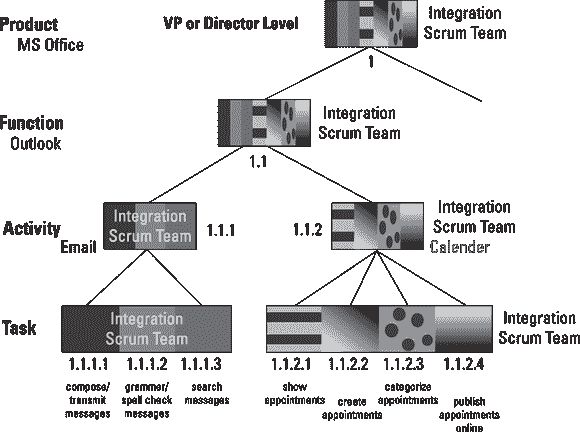 Product
MS Office
VP or Director Level
Integration
Scrum Team
1
Function
Outlook
Integration
Scrum Team
1.1
Activity
Email
Integration
Scrum Team
1.1.1
1.1.2
Integration
Scrum Team
Calender
Task
Integration
Scrum Team
Integration
Scrum Team
1.1.1.1
1.1.1.2
1.1.1.3
1.1.2.1
1.1.2.2
1.1.2.3
1.1.2.4
compose/
transmit
messages
grammer/
spell check
messages
search
messages
show
appointments
create
appointments
categorize
appointments
publish
appointments
online